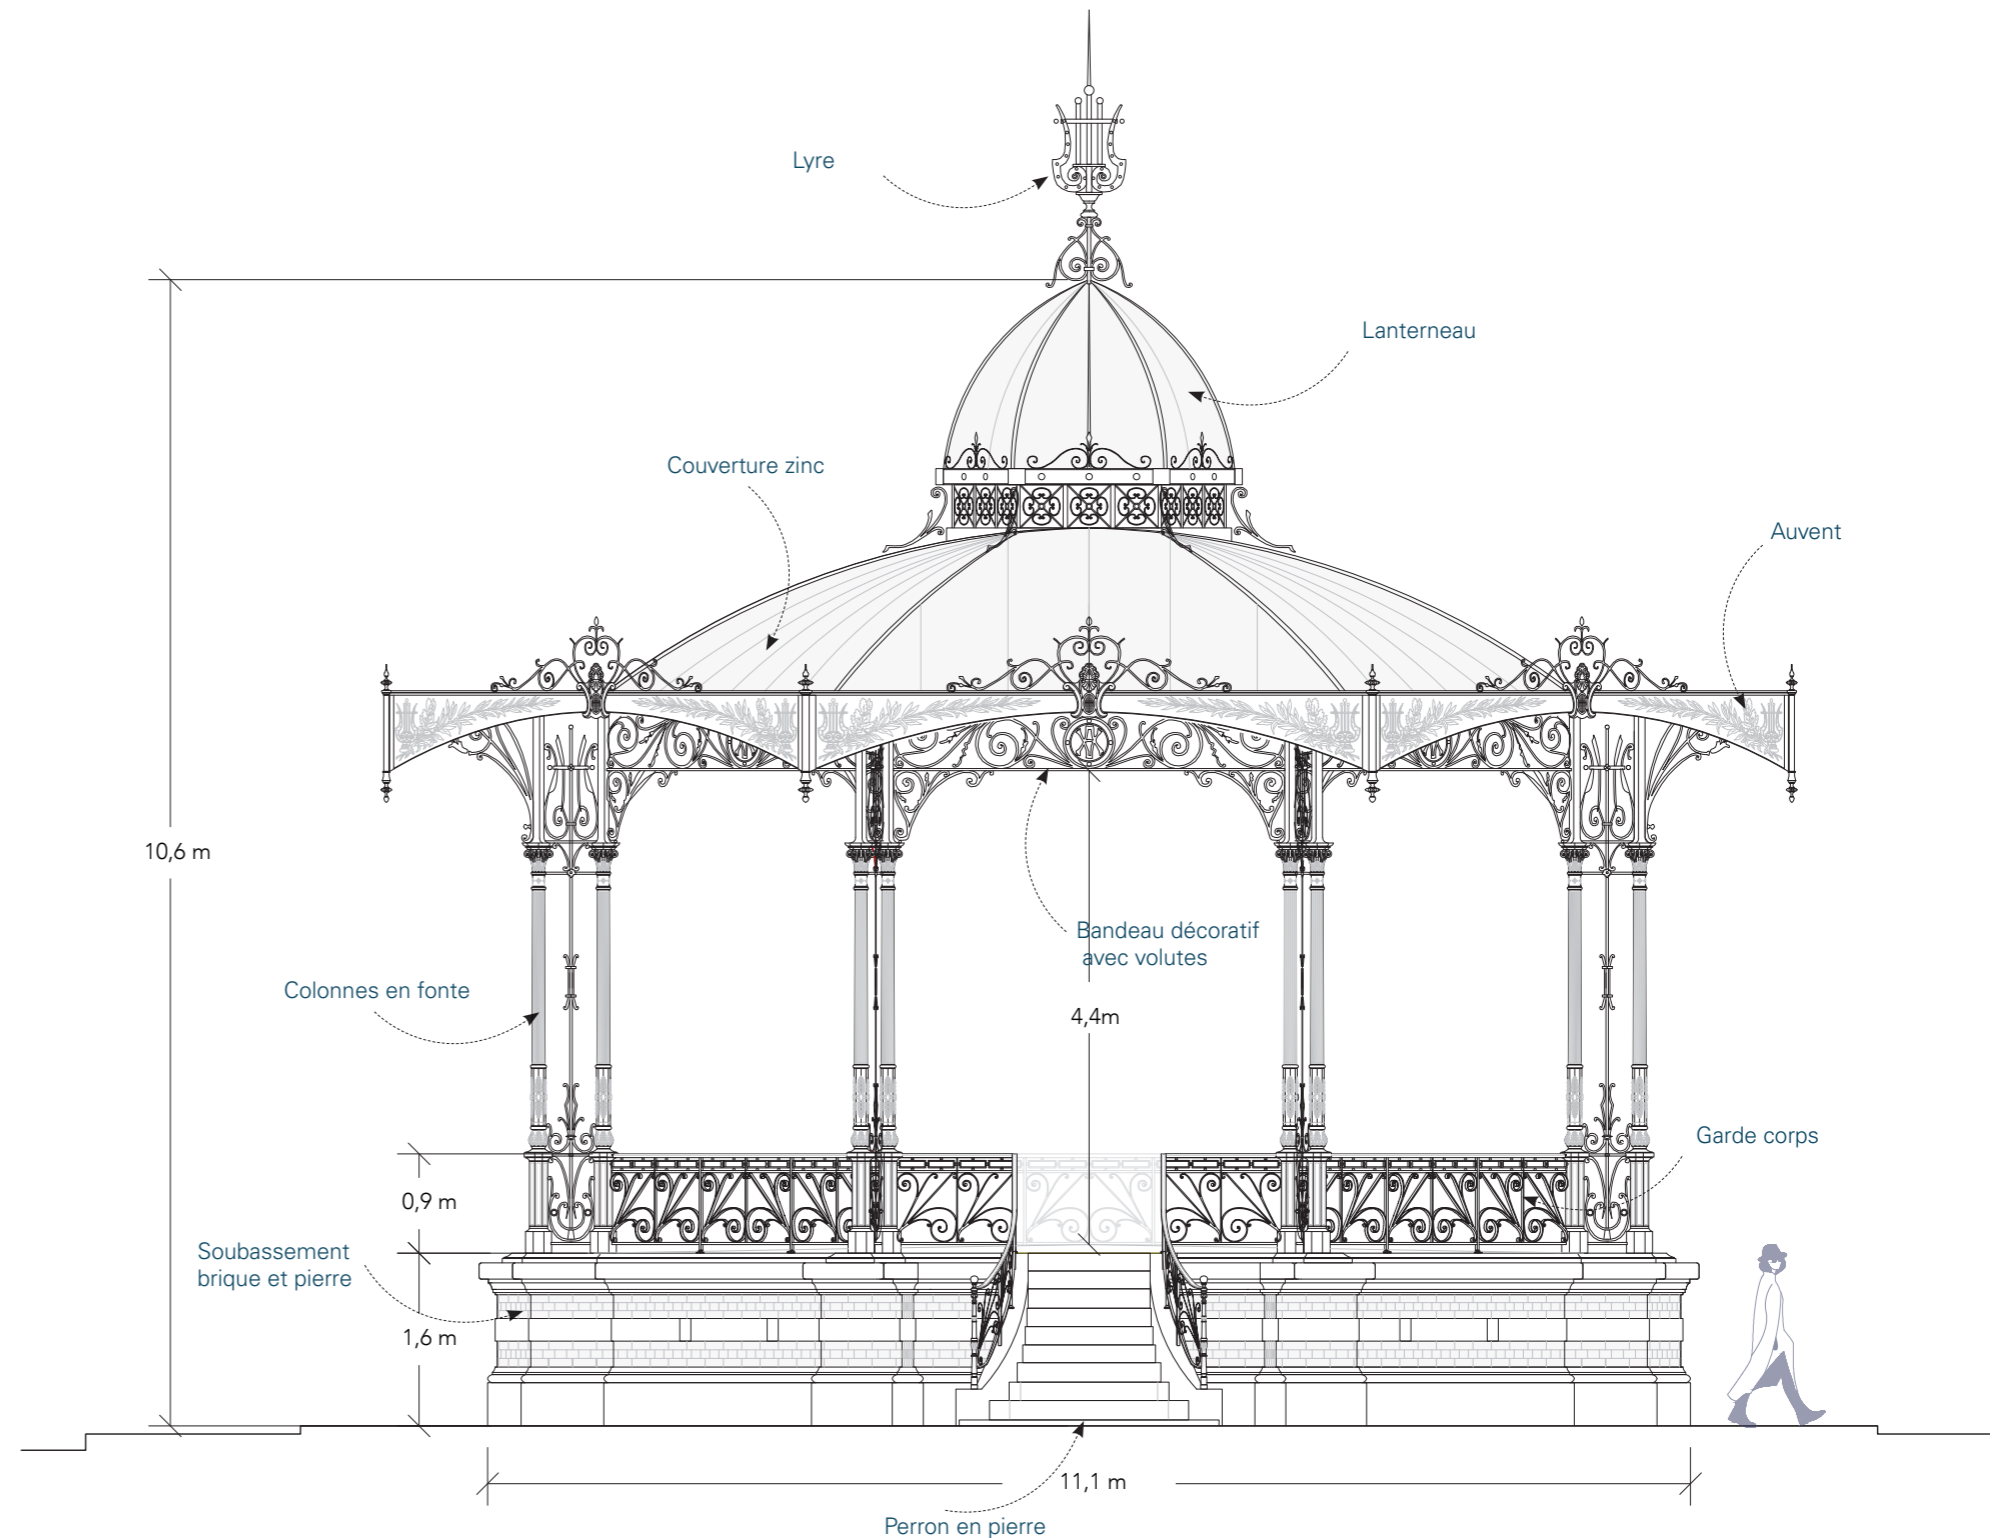 Lyre
Lanterneau
Couverture zinc
Auvent
10,6 m
Bandeau décoratif
avec volutes
Colonnes en fonte
4,4m
Garde corps
0,9 m
Soubassement
brique et pierre
1,6 m
11,1 m
Perron en pierre